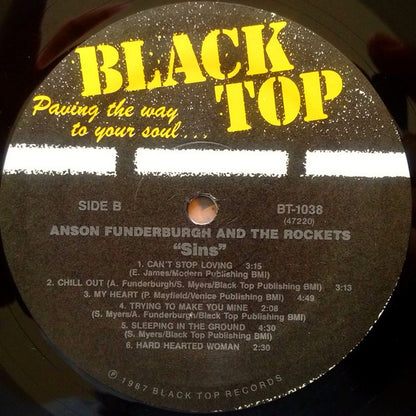 BLACK
TOP
Paving the way
to your soul...
SIDE B
BT-1038
(47220)
ANSON FUNDERBURGH AND THE ROCKETS
"Sins"
1. CAN'T STOP LOVING 3:15
(E. James/Modern Publishing BMI)
2. CHILL OUT (A. Funderburgh/S. Myers/Black Top Publishing BMI) 3:13
3. MY HEART (P. Mayfield/Venice Publishing BMI) 4:49
4. TRYING TO MAKE YOU MINE 2:08
(S. Myers/A. Funderburgh/Black Top Publishing BMI)
5. SLEEPING IN THE GROUND 4:30
(S. Myers/Black Top Publishing BMI)
6. HARD HEARTED WOMAN 2:30
℗ © 1987 BLACK TOP RECORDS